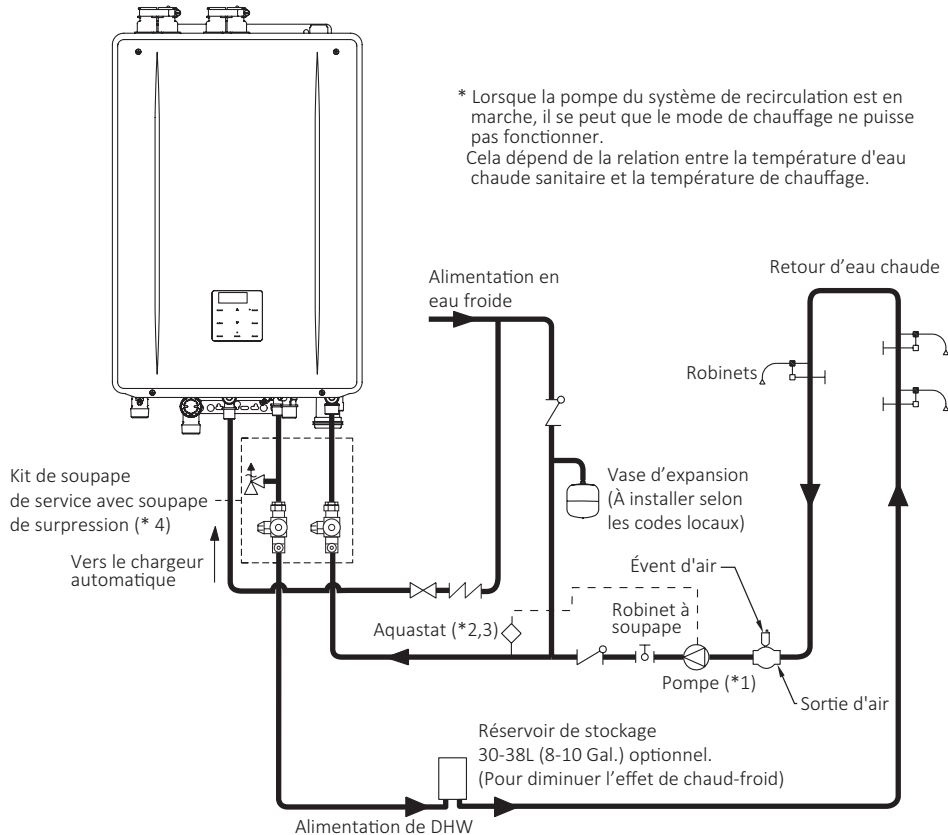 * Lorsque la pompe du système de recirculation est en
marche, il se peut que le mode de chauffage ne puisse
pas fonctionner.
Cela dépend de la relation entre la température d'eau
chaude sanitaire et la température de chauffage.
Alimentation en
eau froide
Retour d’eau chaude
Robinets
Kit de soupape
de service avec soupape
de surpression (* 4)
Vers le chargeur
automatique
Vase d’expansion
(À installer selon
les codes locaux)
Évent d'air
Robinet à
soupape
Aquastat (*2,3)
Pompe (*1)
Sortie d'air
Réservoir de stockage
30-38L (8-10 Gal.) optionnel.
(Pour diminuer l’effet de chaud-froid)
Alimentation de DHW